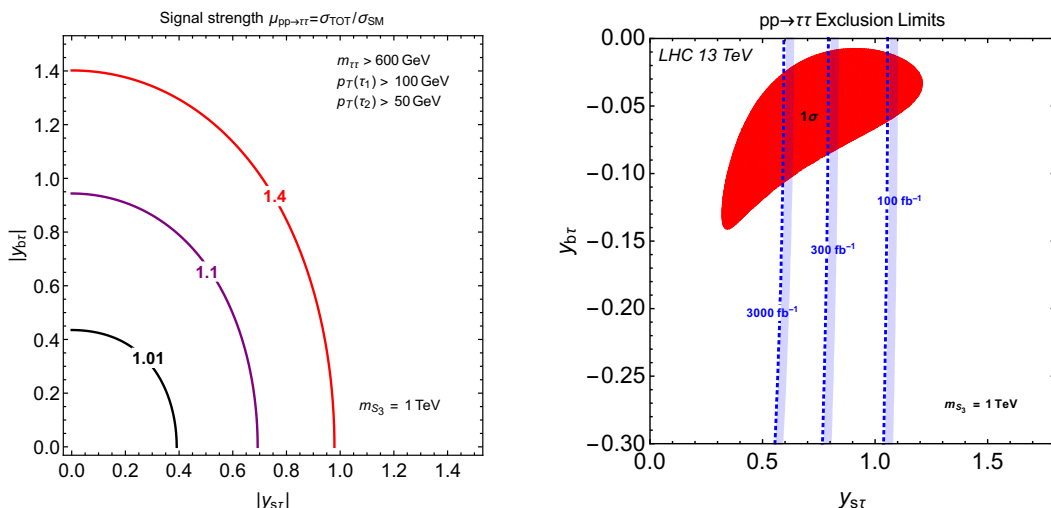 Signal strength μpp→ττ=σTOT/σSM
mττ > 600 GeV
pT(τ1) > 100 GeV
pT(τ2) > 50 GeV
1.4
1.2
1.0
0.8
0.6
0.4
0.2
0.0
|ybτ|
1.4
1.1
1.01
mS3 = 1 TeV
0.0 0.2 0.4 0.6 0.8 1.0 1.2 1.4
|ysτ|
pp→ττ Exclusion Limits
LHC 13 TeV
0.00
−0.05
−0.10
−0.15
−0.20
−0.25
−0.30
ybτ
1σ
100 fb⁻¹
300 fb⁻¹
3000 fb⁻¹
mS3 = 1 TeV
0.0 0.5 1.0 1.5
ysτ